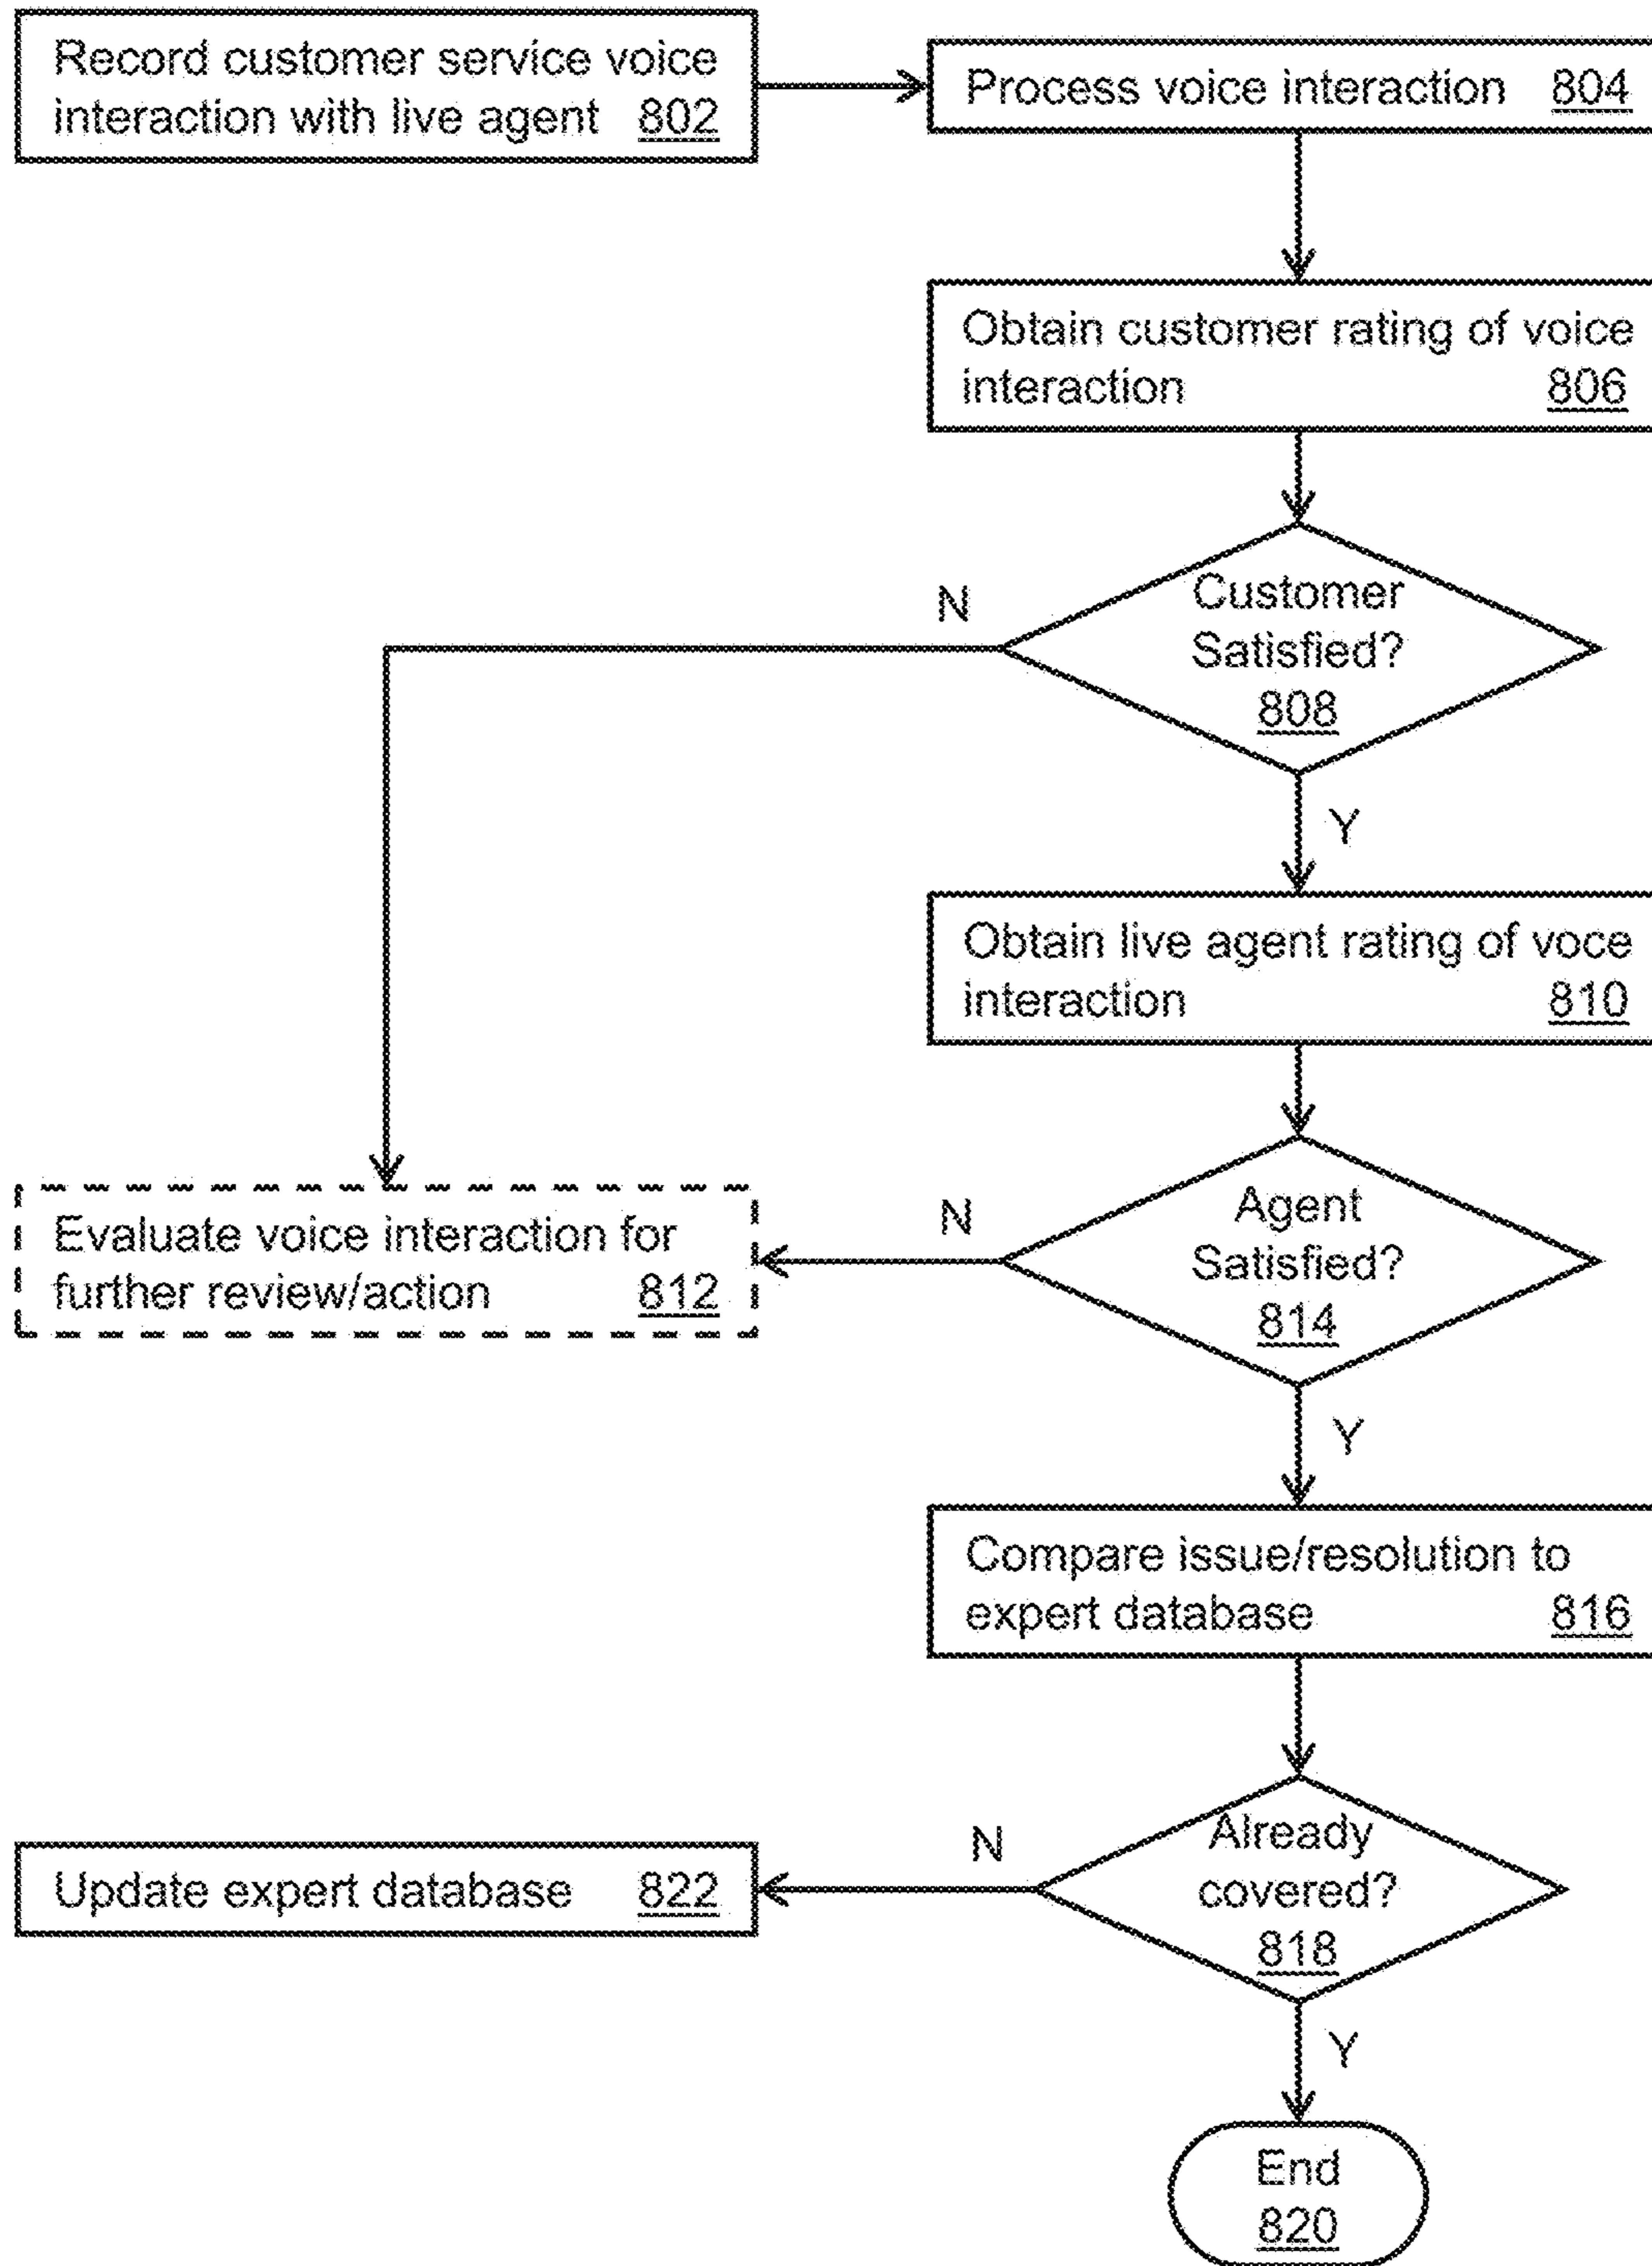 Record customer service voice
interaction with live agent 802
Process voice interaction 804
Obtain customer rating of voice
interaction 806
Customer
Satisfied?
808
N
Y
Obtain live agent rating of voce
interaction 810
Agent
Satisfied?
814
N
Evaluate voice interaction for
further review/action 812
Y
Compare issue/resolution to
expert database 816
Already
covered?
818
N
Update expert database 822
Y
End
820